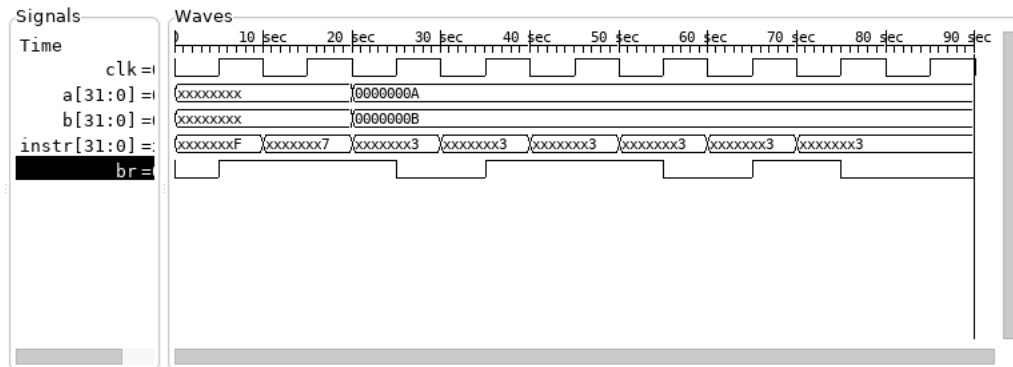 Signals
Waves
Time
0 10 sec 20 sec 30 sec 40 sec 50 sec 60 sec 70 sec 80 sec 90 sec
clk =
a[31:0] = xxxxxxxx 0000000A
b[31:0] = xxxxxxxx 0000000B
instr[31:0] = xxxxxxxF xxxxxxx7 xxxxxxx3 xxxxxxx3 xxxxxxx3 xxxxxxx3 xxxxxxx3 xxxxxxx3
br =